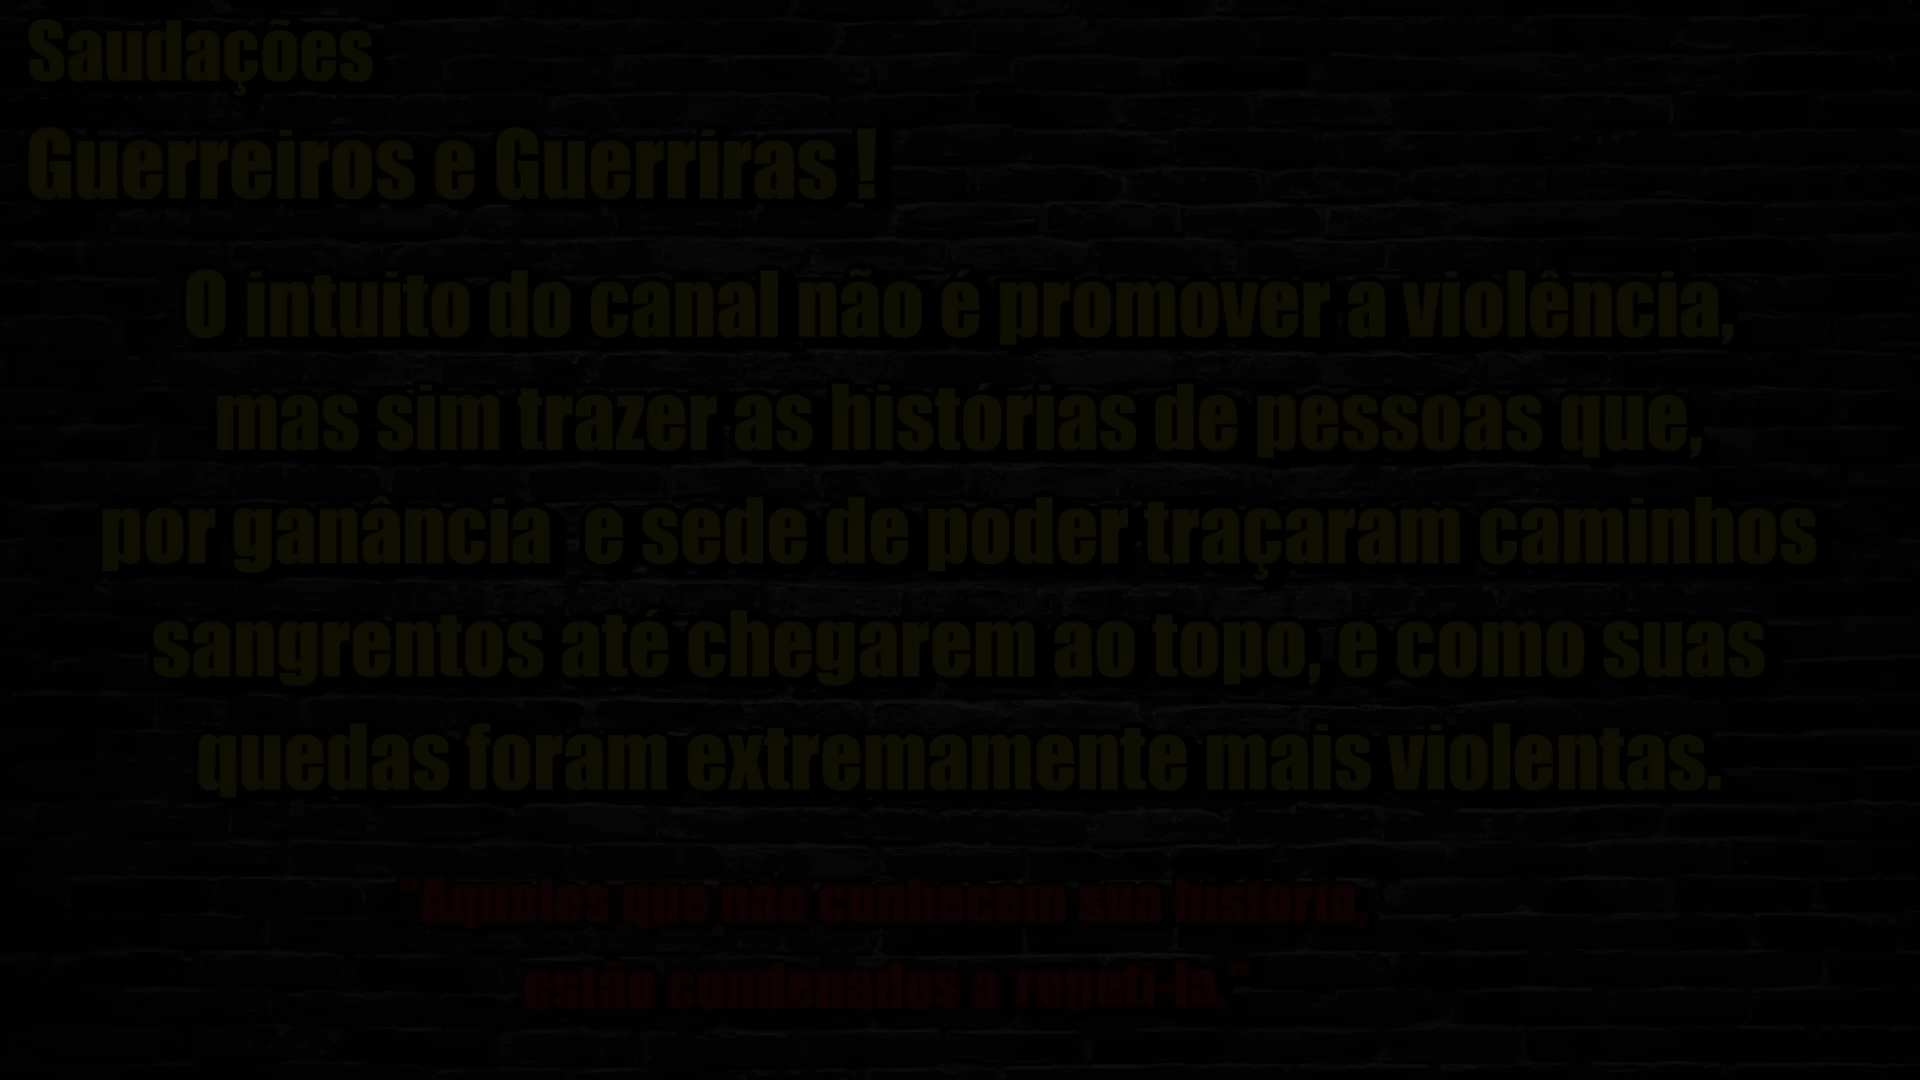 Saudações
Guerreiros e Guerriras !
O intuito do canal não é promover a violência,
mas sim trazer as histórias de pessoas que,
por ganância e sede de poder traçaram caminhos
sangrentos até chegarem ao topo, e como suas
quedas foram extremamente mais violentas.
"Aqueles que não conhecem sua história,
estão condenados a repeti-la."